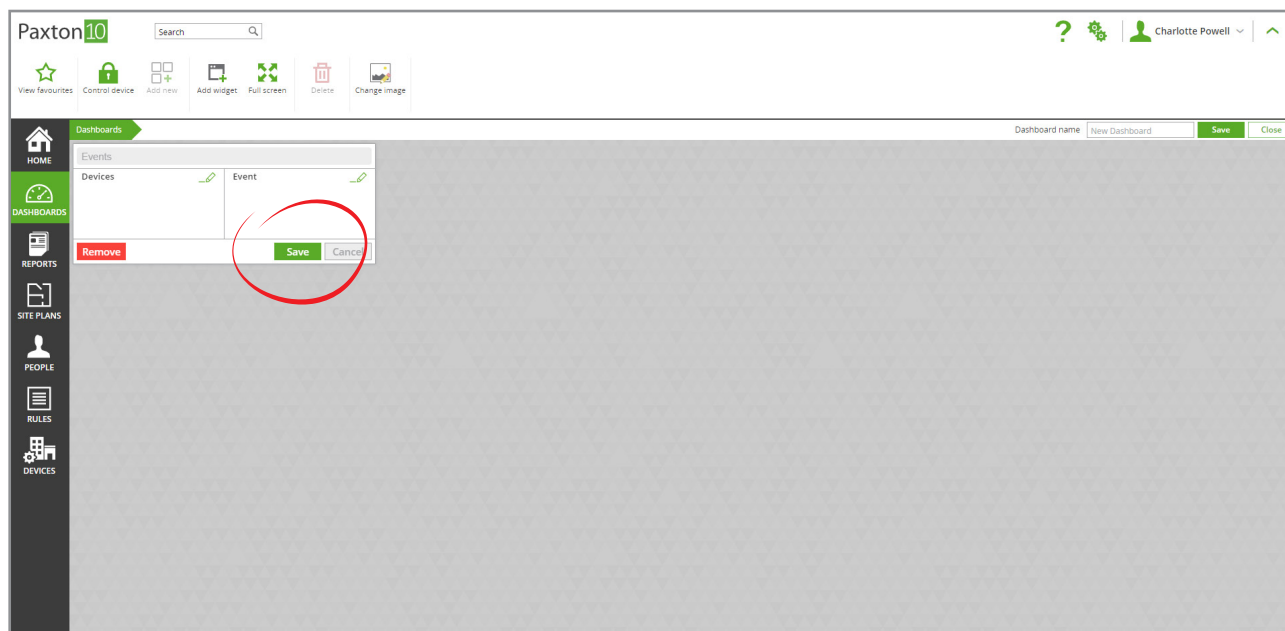 Paxton10
Search
Charlotte Powell
View favourites
Control device
Add new
Add widget
Full screen
Delete
Change image
HOME
DASHBOARDS
REPORTS
SITE PLANS
PEOPLE
RULES
DEVICES
Dashboards
Dashboard name
New Dashboard
Save
Close
Events
Devices
Event
Remove
Save
Cancel